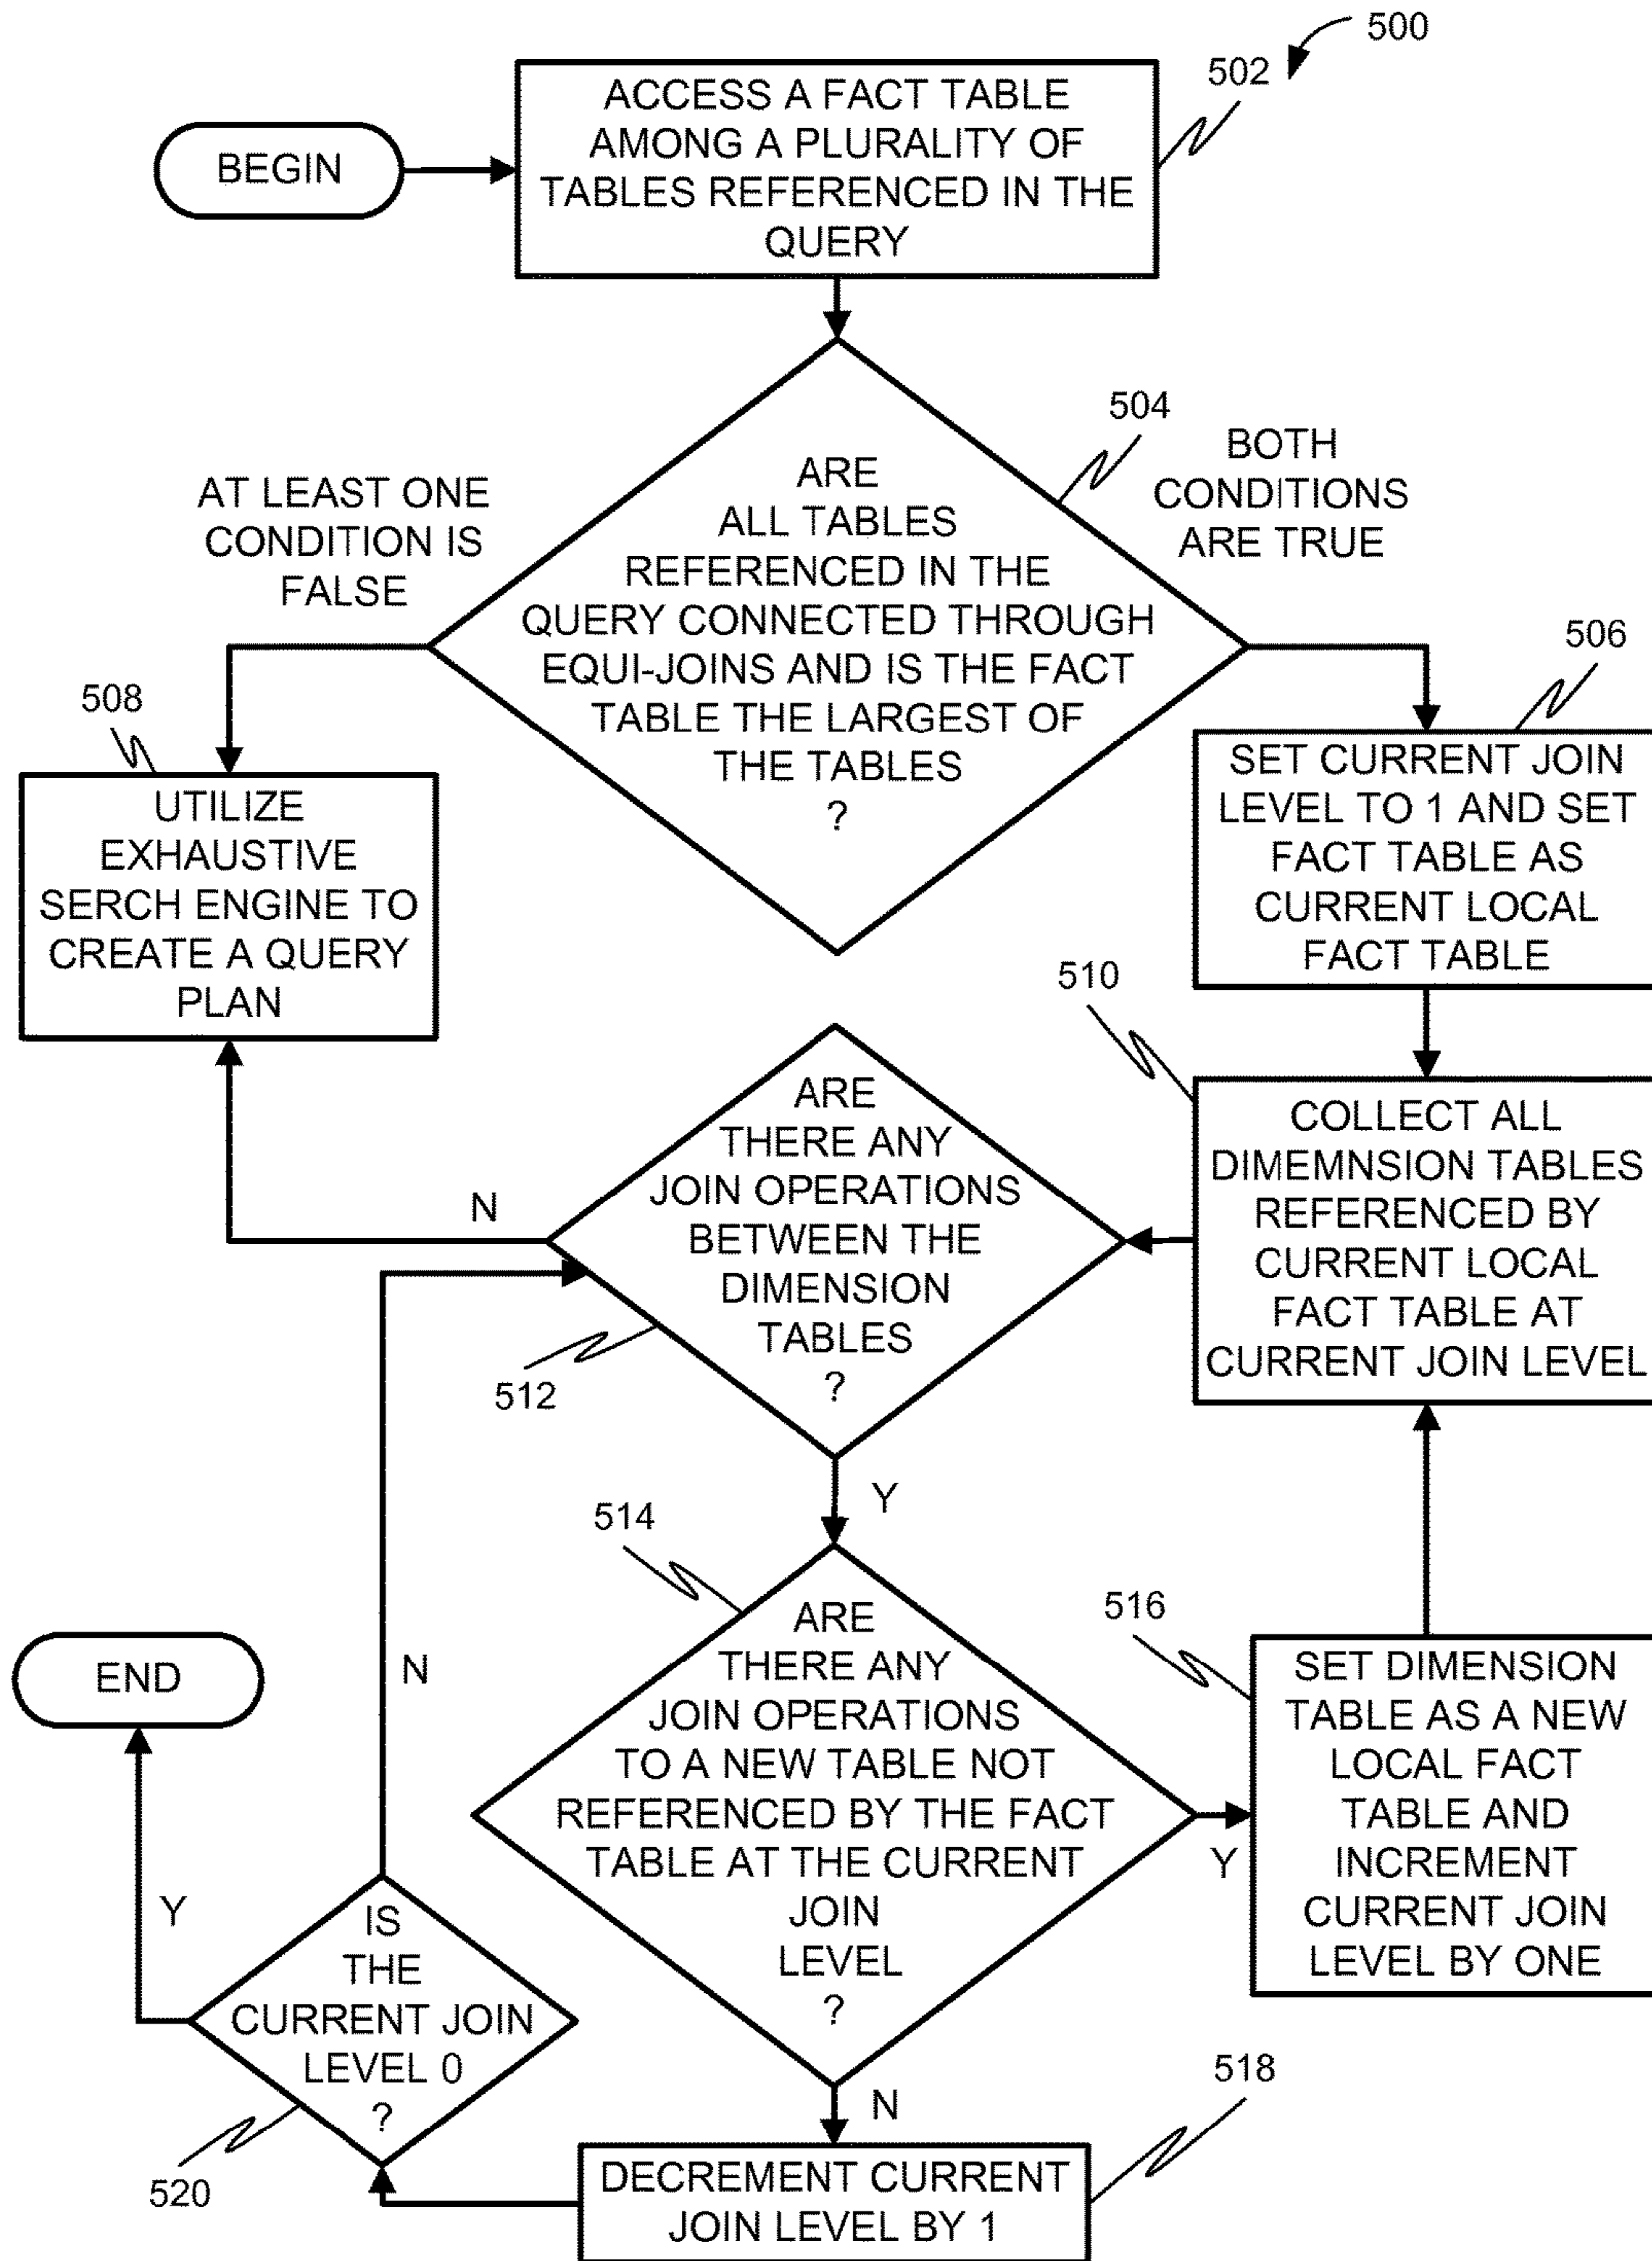 500
502
ACCESS A FACT TABLE
AMONG A PLURALITY OF
TABLES REFERENCED IN THE
QUERY
BEGIN
504
BOTH
CONDITIONS
ARE TRUE
AT LEAST ONE
CONDITION IS
FALSE
ARE
ALL TABLES
REFERENCED IN THE
QUERY CONNECTED THROUGH
EQUI-JOINS AND IS THE FACT
TABLE THE LARGEST OF
THE TABLES
?
506
508
SET CURRENT JOIN
LEVEL TO 1 AND SET
FACT TABLE AS
CURRENT LOCAL
FACT TABLE
UTILIZE
EXHAUSTIVE
SERCH ENGINE TO
CREATE A QUERY
PLAN
510
COLLECT ALL
DIMEMNSION TABLES
REFERENCED BY
CURRENT LOCAL
FACT TABLE AT
CURRENT JOIN LEVEL
ARE
THERE ANY
JOIN OPERATIONS
BETWEEN THE
DIMENSION
TABLES
?
N
512
Y
514
ARE
THERE ANY
JOIN OPERATIONS
TO A NEW TABLE NOT
REFERENCED BY THE FACT
TABLE AT THE CURRENT
JOIN
LEVEL
?
516
SET DIMENSION
TABLE AS A NEW
LOCAL FACT
TABLE AND
INCREMENT
CURRENT JOIN
LEVEL BY ONE
Y
END
N
Y
IS
THE
CURRENT JOIN
LEVEL 0
?
520
N
518
DECREMENT CURRENT
JOIN LEVEL BY 1